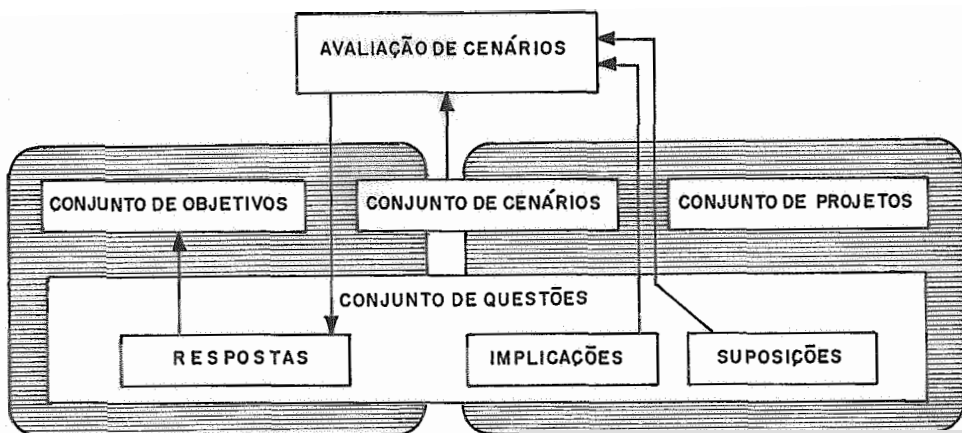 AVALIAÇÃO DE CENÁRIOS
CONJUNTO DE OBJETIVOS
CONJUNTO DE CENÁRIOS
CONJUNTO DE PROJETOS
CONJUNTO DE QUESTÕES
RESPOSTAS
IMPLICAÇÕES
SUPOSIÇÕES